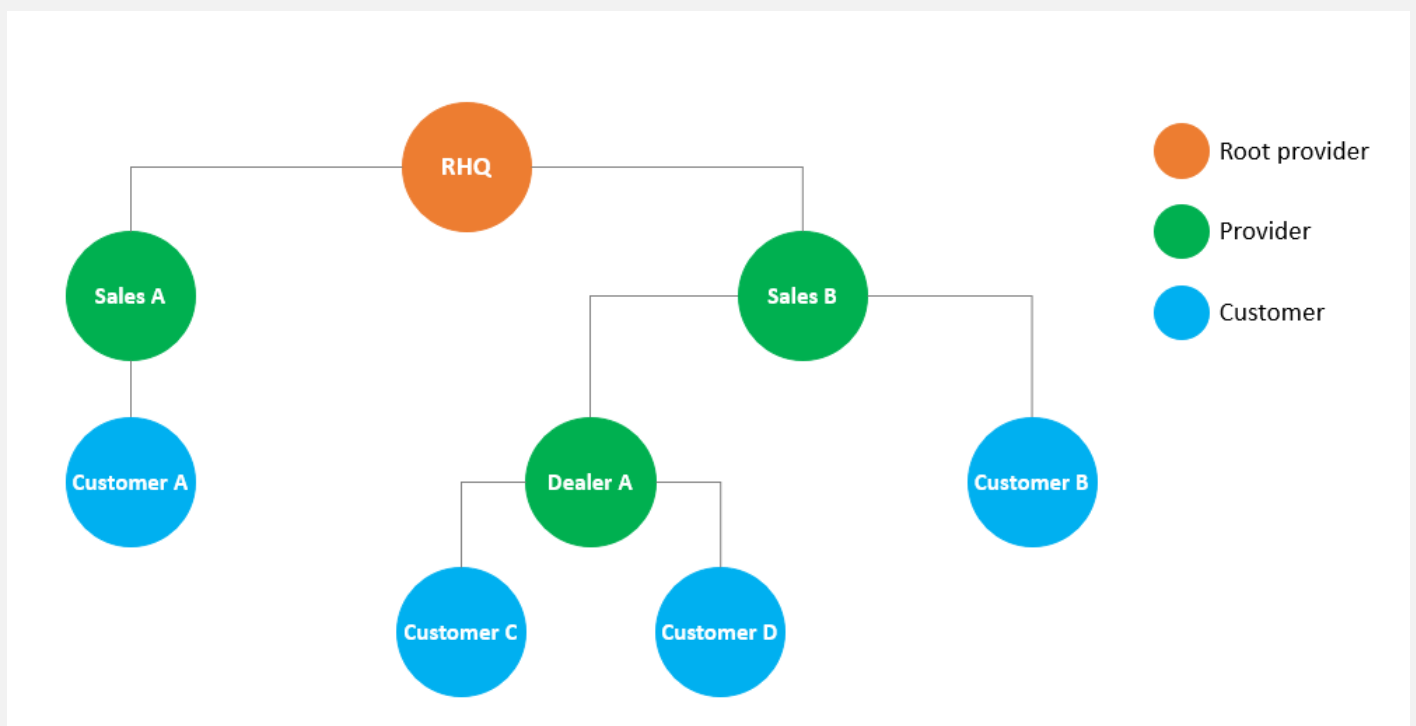 RHQ
Root provider
Provider
Sales A
Sales B
Customer
Customer A
Dealer A
Customer B
Customer C
Customer D